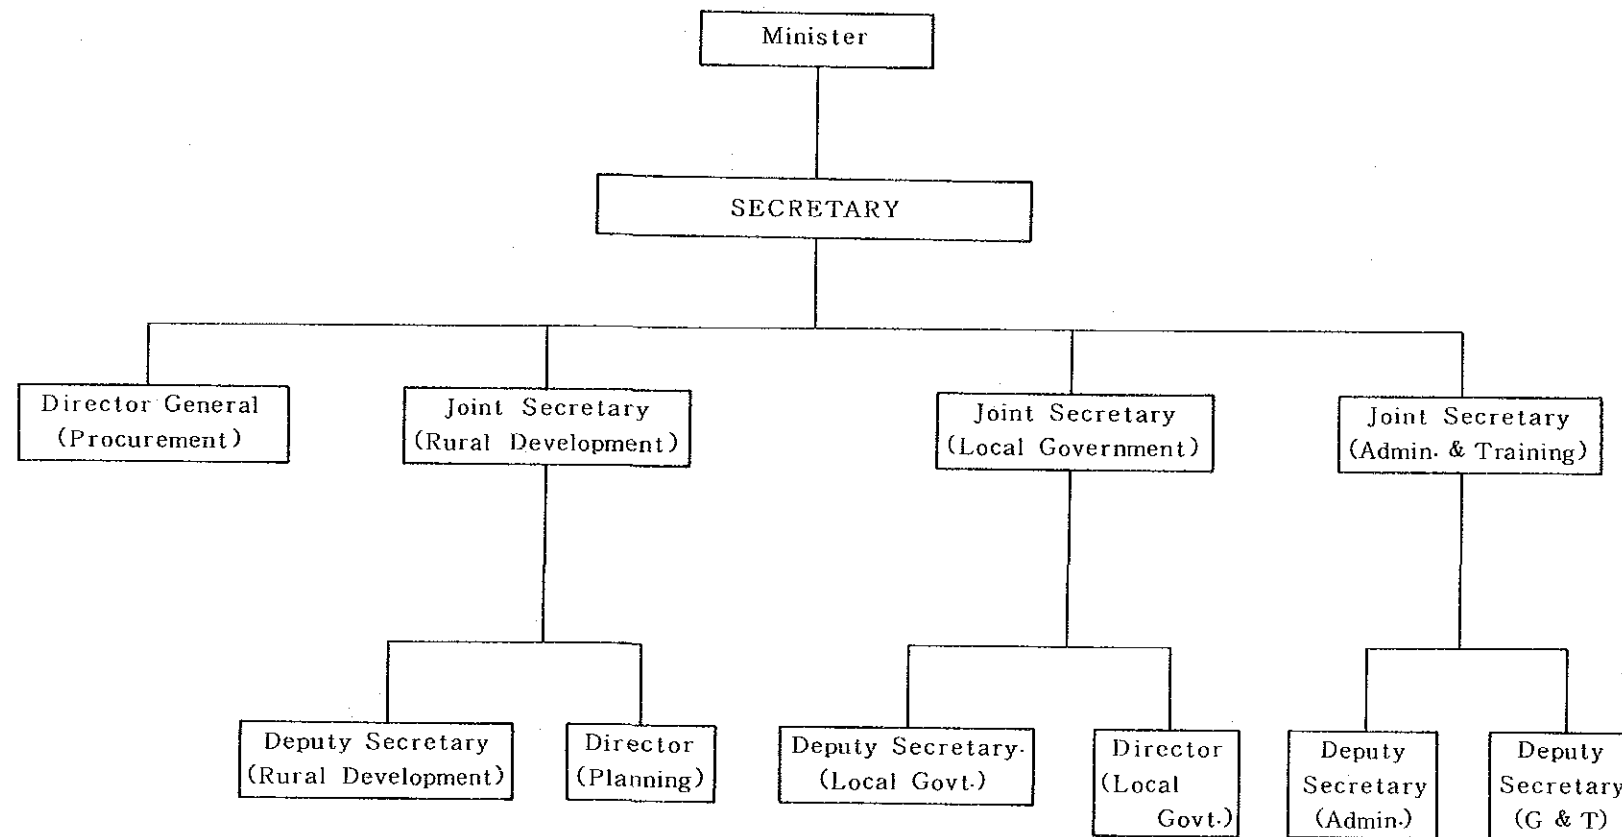 Minister
SECRETARY
Director General
(Procurement)
Joint Secretary
(Rural Development)
Joint Secretary
(Local Government)
Joint Secretary
(Admin. & Training)
Deputy Secretary
(Rural Development)
Director
(Planning)
Deputy Secretary.
(Local Govt.)
Director
(Local
Govt.)
Deputy
Secretary
(Admin.)
Deputy
Secretary
(G & T)